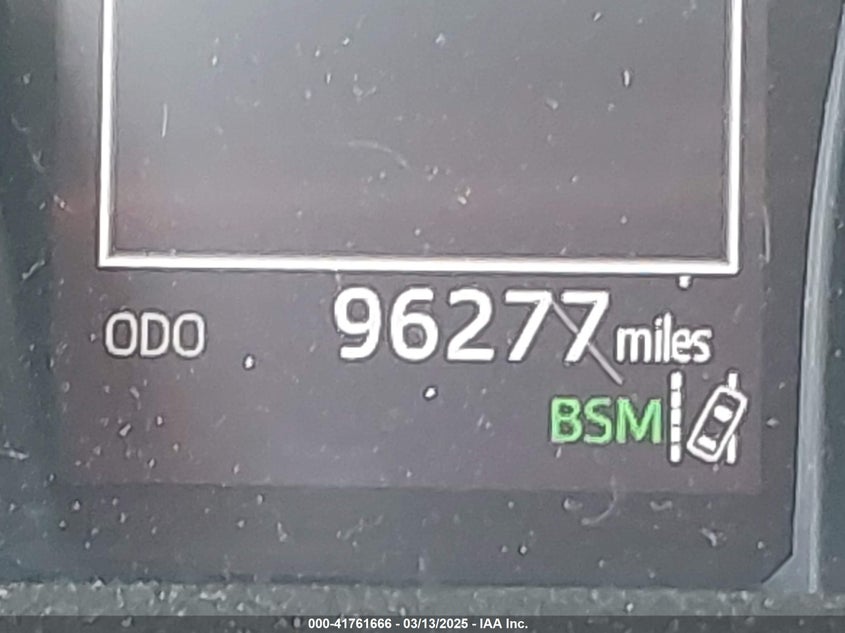 ODO 96277 miles
BSM
000-41761666 - 03/13/2025 - IAA Inc.